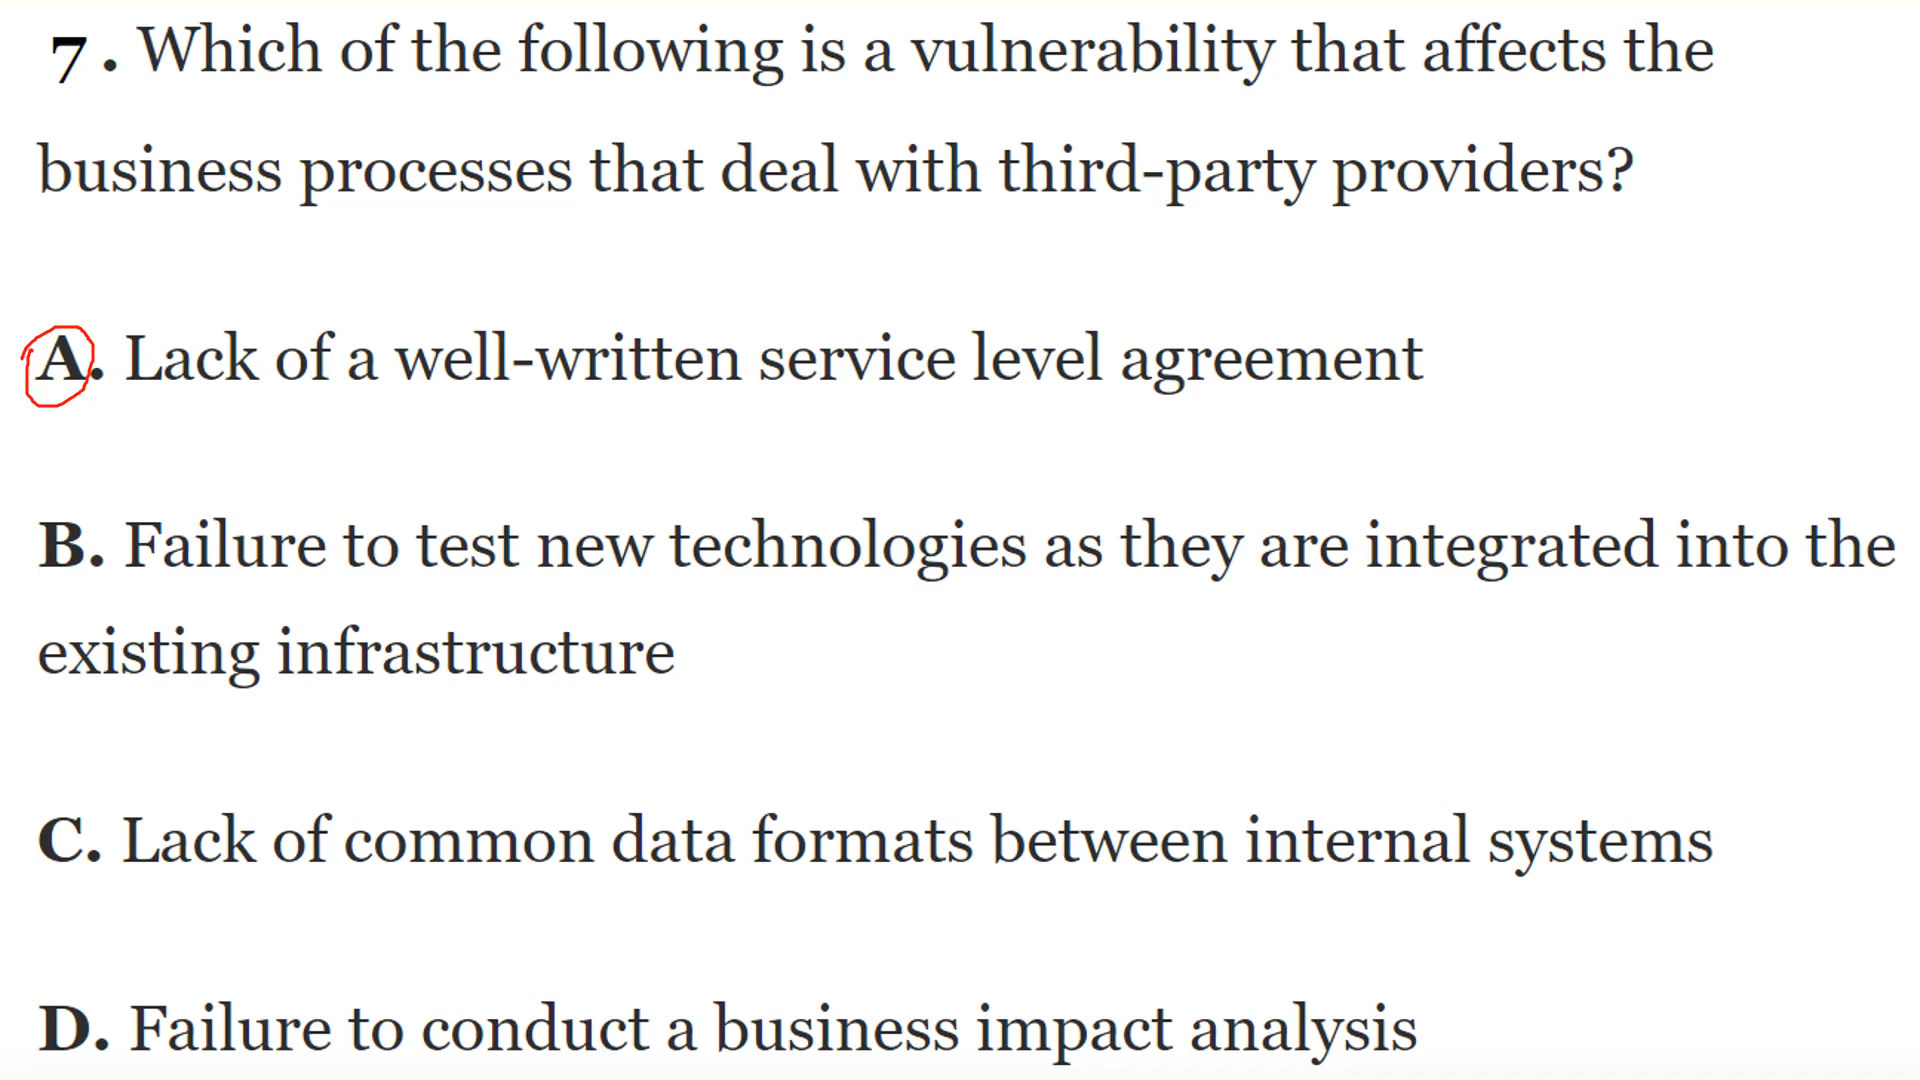 7 . Which of the following is a vulnerability that affects the
business processes that deal with third-party providers?
A. Lack of a well-written service level agreement
B. Failure to test new technologies as they are integrated into the
existing infrastructure
C. Lack of common data formats between internal systems
D. Failure to conduct a business impact analysis